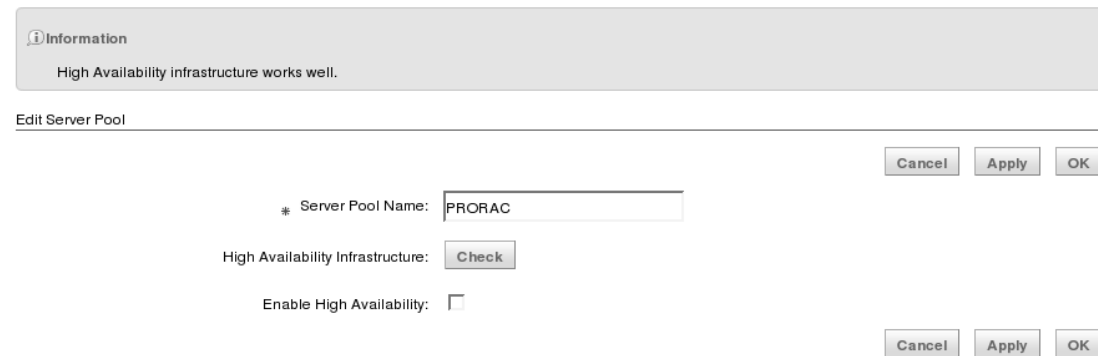 Information
High Availability infrastructure works well.
Edit Server Pool
Cancel Apply OK
* Server Pool Name: PRORAC
High Availability Infrastructure: Check
Enable High Availability:
Cancel Apply OK